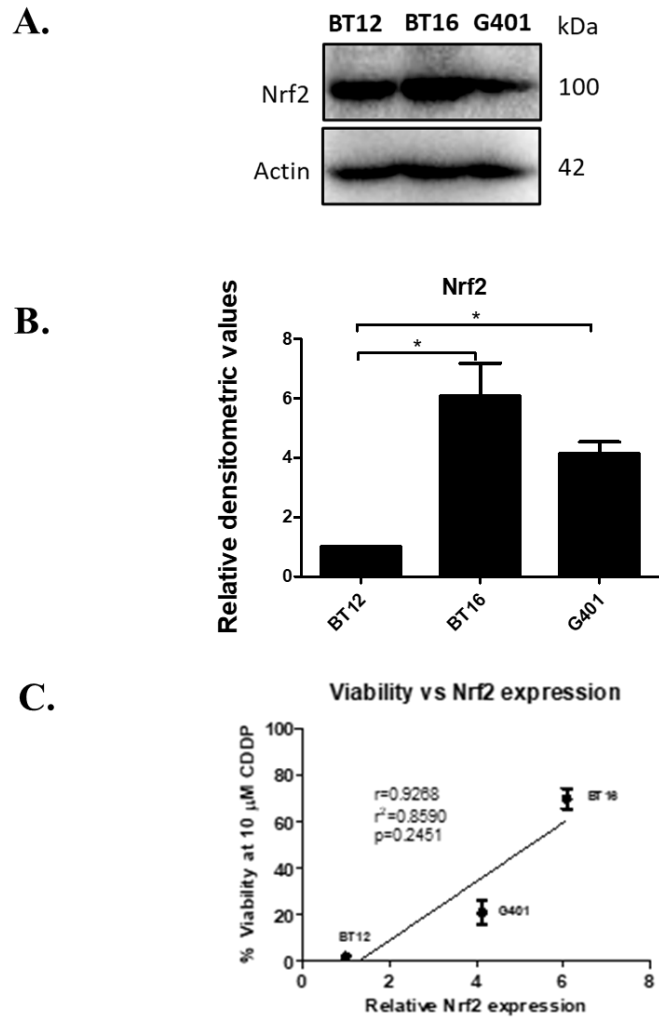 A.
BT12 BT16 G401 kDa
Nrf2 100
Actin 42
B.
Nrf2
Relative densitometric values
8
6
4
2
0
*
*
BT12
BT16
G401
C.
Viability vs Nrf2 expression
% Viability at 10 μM CDDP
100
80
60
40
20
0
r=0.9268
r²=0.8590
p=0.2451
BT16
G401
BT12
0 2 4 6 8
Relative Nrf2 expression